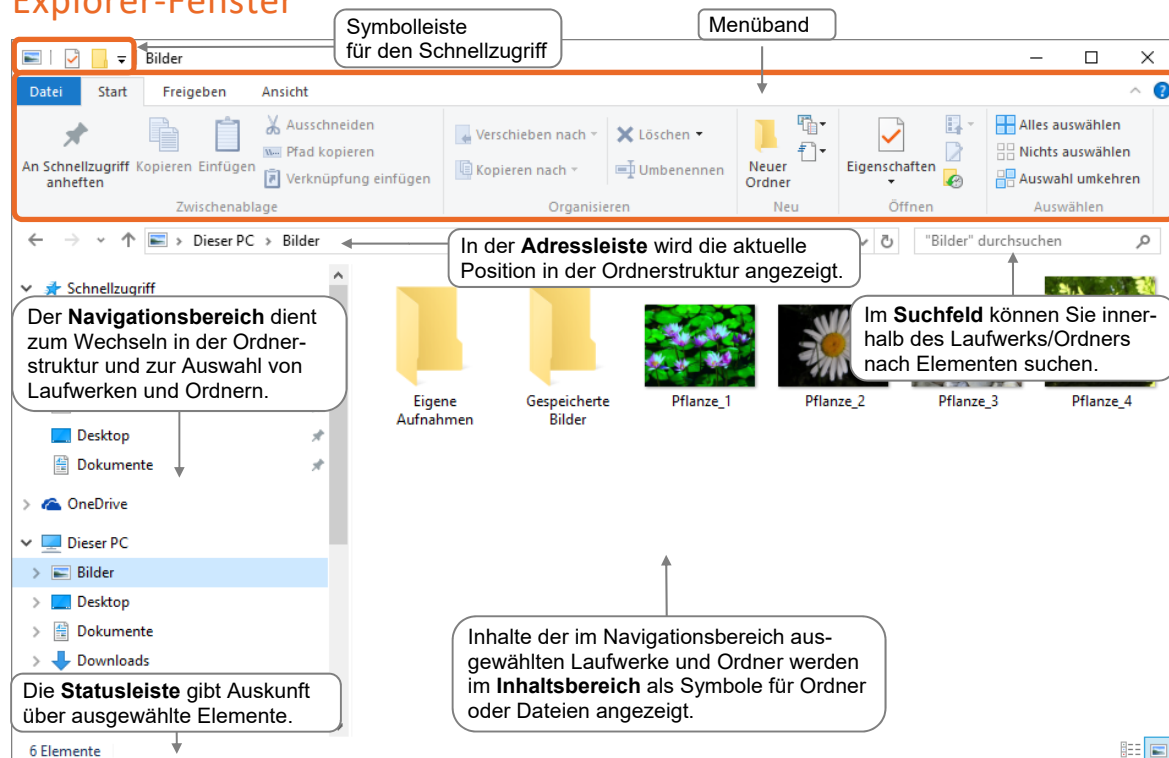 Explorer-Fenster
Symbolleiste
für den Schnellzugriff
Menüband
Bilder
Datei Start Freigeben Ansicht
An Schnellzugriff
anheften
Kopieren
Einfügen
Ausschneiden
Pfad kopieren
Verknüpfung einfügen
Zwischenablage
Verschieben nach
Kopieren nach
Löschen
Umbenennen
Organisieren
Neuer
Ordner
Neu
Eigenschaften
Öffnen
Alles auswählen
Nichts auswählen
Auswahl umkehren
Auswählen
Dieser PC > Bilder
"Bilder" durchsuchen
In der Adressleiste wird die aktuelle
Position in der Ordnerstruktur angezeigt.
Schnellzugriff
Der Navigationsbereich dient
zum Wechseln in der Ordner-
struktur und zur Auswahl von
Laufwerken und Ordnern.
Im Suchfeld können Sie inner-
halb des Laufwerks/Ordners
nach Elementen suchen.
Eigene
Aufnahmen
Gespeicherte
Bilder
Pflanze_1
Pflanze_2
Pflanze_3
Pflanze_4
Desktop
Dokumente
OneDrive
Dieser PC
Bilder
Desktop
Dokumente
Downloads
Inhalte der im Navigationsbereich aus-
gewählten Laufwerke und Ordner werden
im Inhaltsbereich als Symbole für Ordner
oder Dateien angezeigt.
Die Statusleiste gibt Auskunft
über ausgewählte Elemente.
6 Elemente